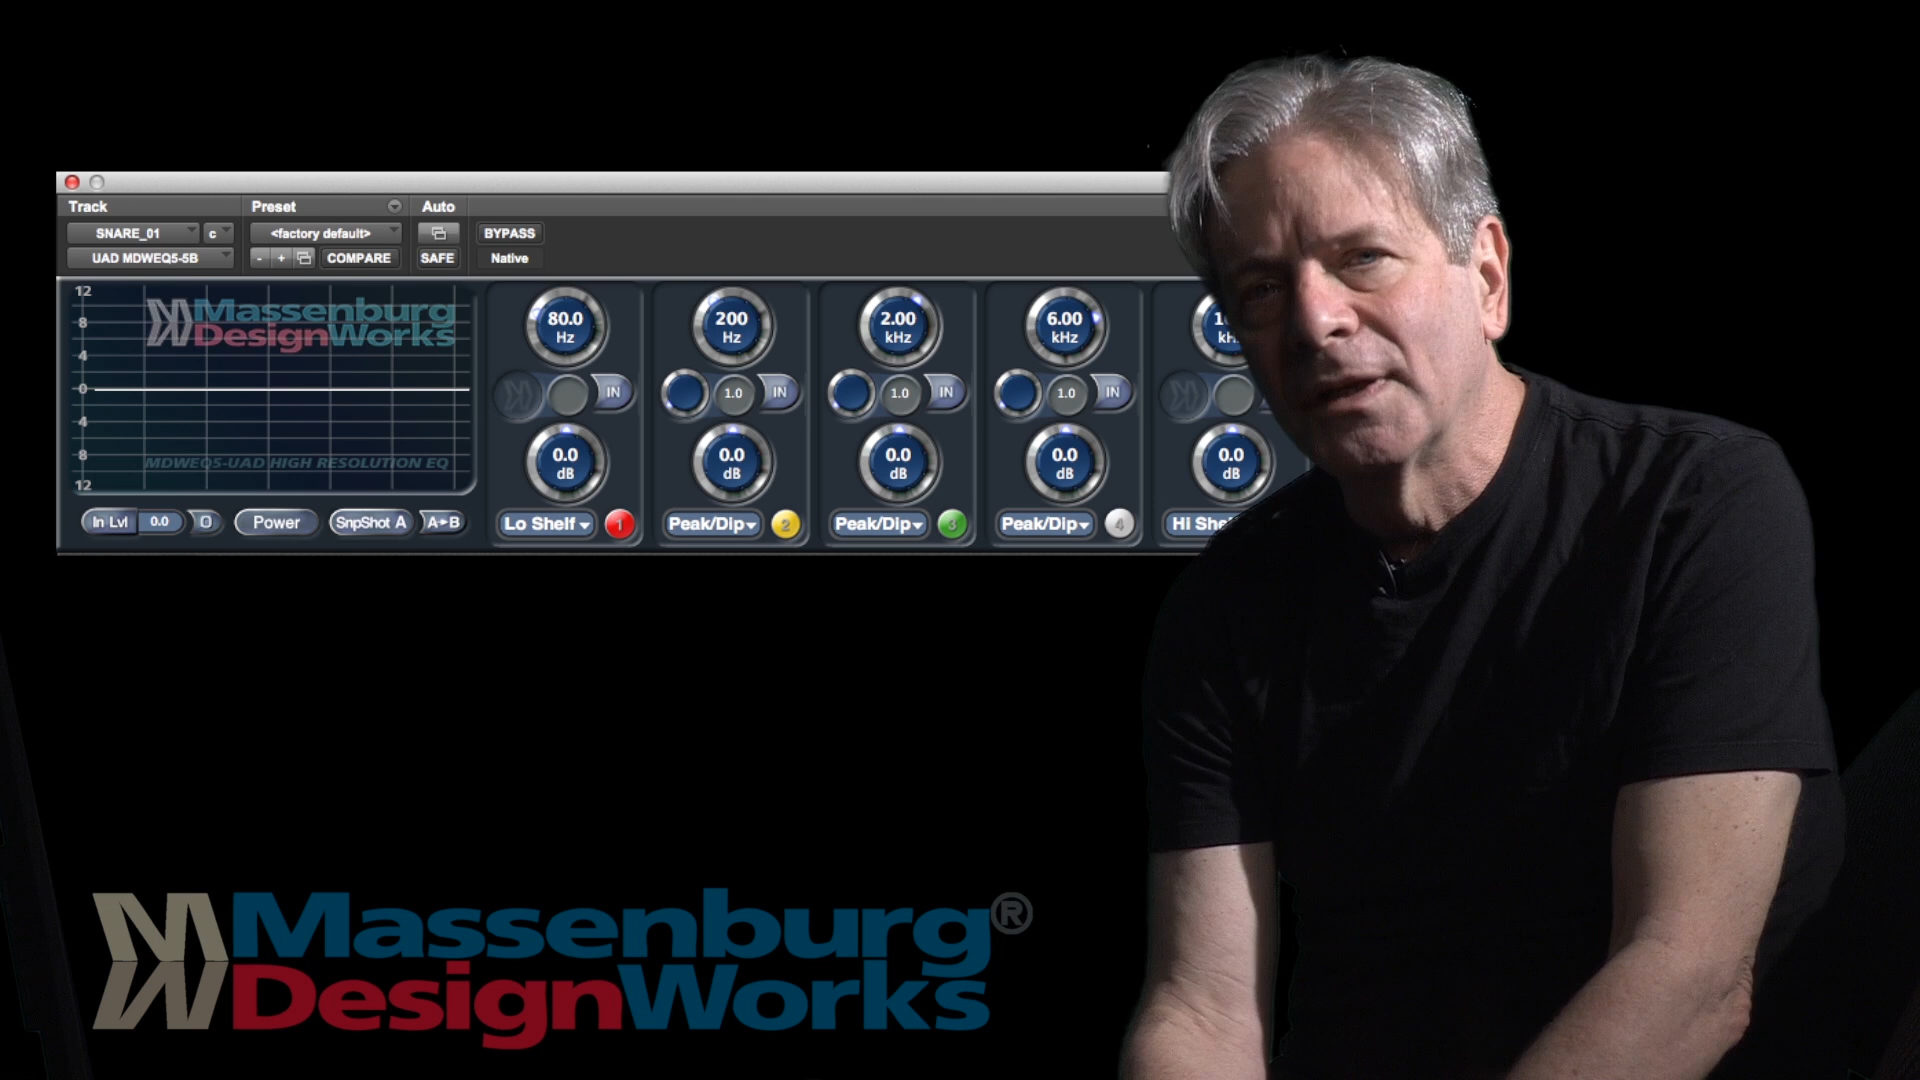 Track Preset Auto
SNARE_01 c <factory default> BYPASS
UAD MDWEQ5-5B - + COMPARE SAFE Native
12
8
4
0
4
8
12
Massenburg
DesignWorks
MDWEQ5-UAD HIGH RESOLUTION EQ
In Lvl 0.0 Power SnpShot A A▸B
80.0
Hz
IN
0.0
dB
Lo Shelf 1
200
Hz
1.0 IN
0.0
dB
Peak/Dip 2
2.00
kHz
1.0 IN
0.0
dB
Peak/Dip 3
6.00
kHz
1.0 IN
0.0
dB
Peak/Dip 4
0.0
dB
Massenburg®
DesignWorks